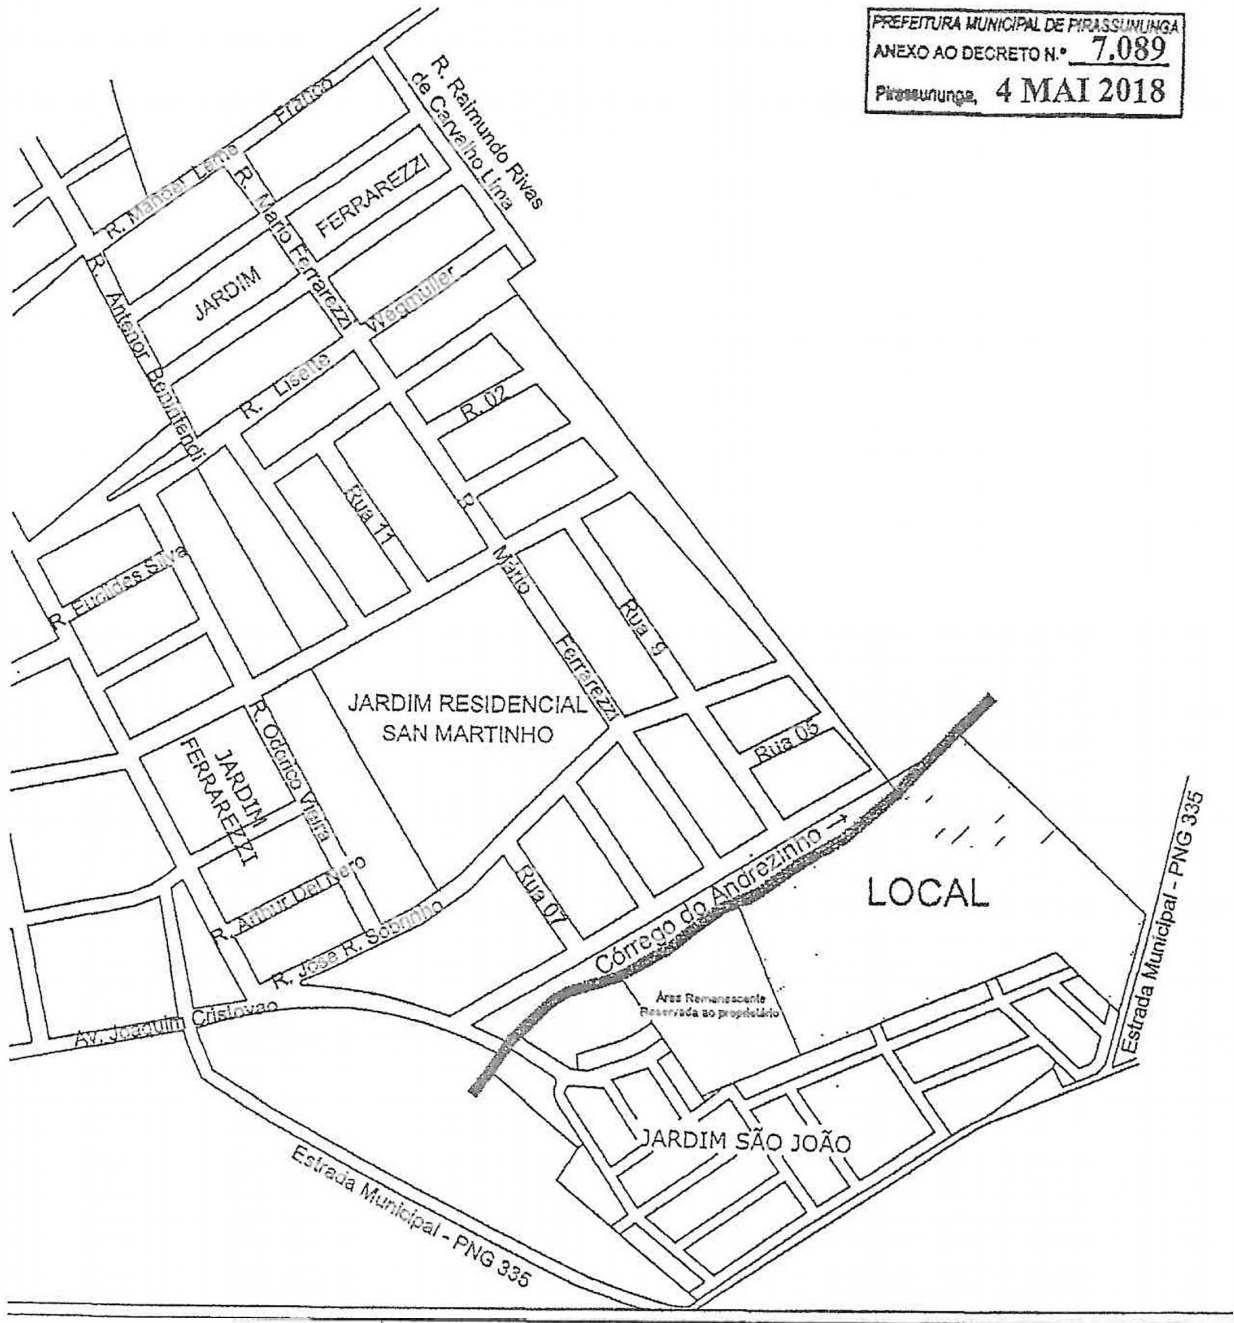 PREFEITURA MUNICIPAL DE PIRASSUNUNGA
ANEXO AO DECRETO N.º 7.089
Pirassununga, 4 MAI 2018
R. Raimundo Rivas
de Carvalho Lima
R. Manoel Leme Franco
R. Mario Ferrarezzi
FERRAREZZI
JARDIM
R. Antenor Benintendi
R. Liselte Wegmuller
R. 02
Rua 11
R Mário Ferrarezzi
R. Euclides Silva
Rua 9
JARDIM RESIDENCIAL
SAN MARTINHO
R. Odorico Vieira
JARDIM
FERRAREZZI
Rua 05
Córrego do Andrezinho →
LOCAL
Estrada Municipal - PNG 335
Rua 07
R. Arthur Del Nero
R. Jose R. Sobrinho
Av. Joaquim Cristovao
Área Remanescente
Reservada ao proprietário
JARDIM SÃO JOÃO
Estrada Municipal - PNG 335